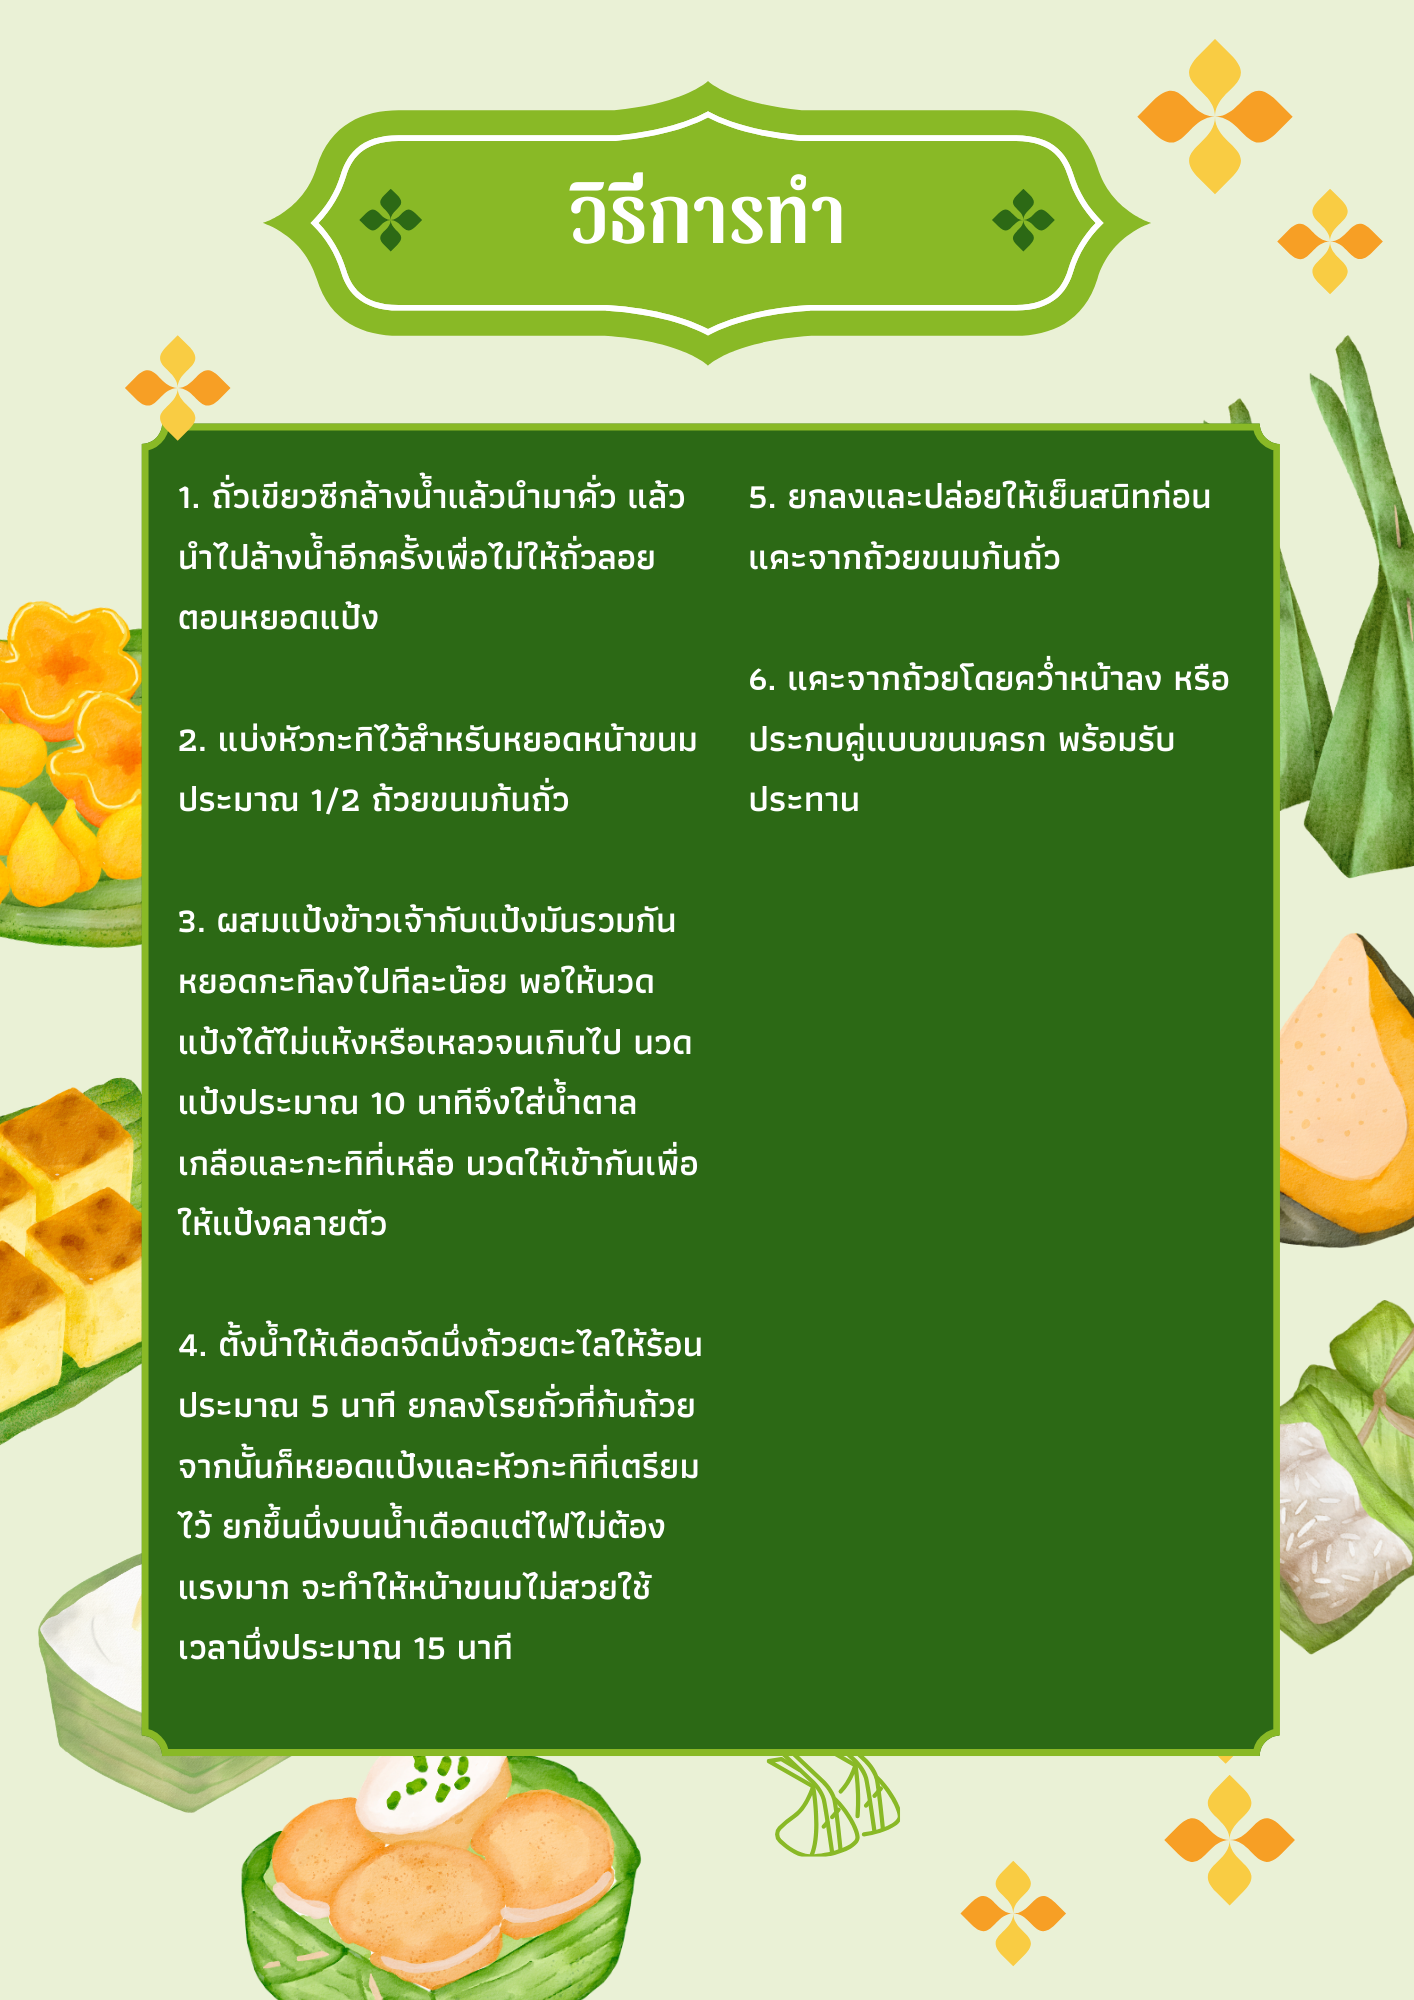 วิธีการทำ
1. ถั่วเขียวซีกล้างน้ำแล้วนำมาคั่ว แล้ว
นำไปล้างน้ำอีกครั้งเพื่อไม่ให้ถั่วลอย
ตอนหยอดแป้ง
2. แบ่งหัวกะทิไว้สำหรับหยอดหน้าขนม
ประมาณ 1/2 ถ้วยขนมก้นถั่ว
3. ผสมแป้งข้าวเจ้ากับแป้งมันรวมกัน
หยอดกะทิลงไปทีละน้อย พอให้นวด
แป้งได้ไม่แห้งหรือเหลวจนเกินไป นวด
แป้งประมาณ 10 นาทีจึงใส่น้ำตาล
เกลือและกะทิที่เหลือ นวดให้เข้ากันเพื่อ
ให้แป้งคลายตัว
4. ตั้งน้ำให้เดือดจัดนึ่งถ้วยตะไลให้ร้อน
ประมาณ 5 นาที ยกลงโรยถั่วที่ก้นถ้วย
จากนั้นก็หยอดแป้งและหัวกะทิที่เตรียม
ไว้ ยกขึ้นนึ่งบนน้ำเดือดแต่ไฟไม่ต้อง
แรงมาก จะทำให้หน้าขนมไม่สวยใช้
เวลานึ่งประมาณ 15 นาที
5. ยกลงและปล่อยให้เย็นสนิทก่อน
แคะจากถ้วยขนมก้นถั่ว
6. แคะจากถ้วยโดยคว่ำหน้าลง หรือ
ประกบคู่แบบขนมครก พร้อมรับ
ประทาน